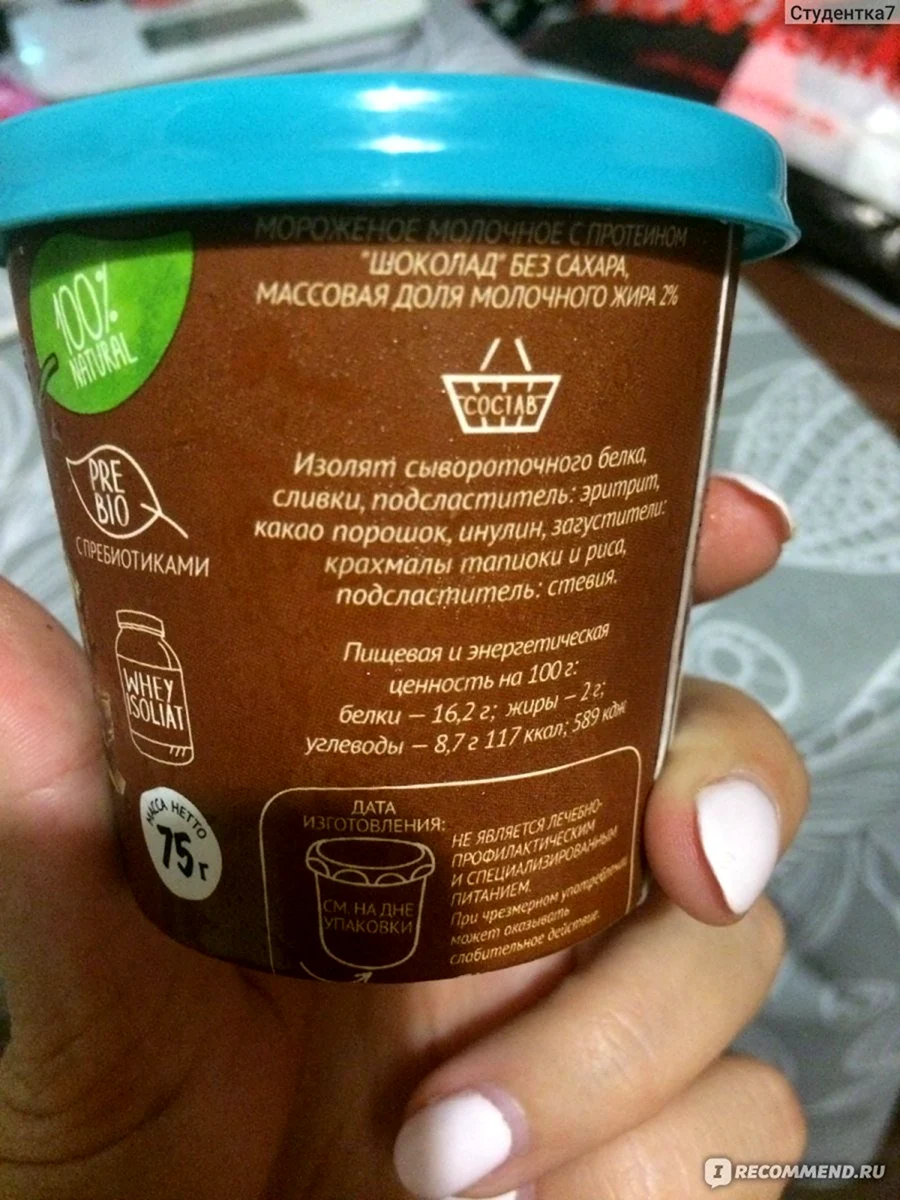 Студентка7
МОРОЖЕНОЕ МОЛОЧНОЕ С ПРОТЕИНОМ
"ШОКОЛАД" БЕЗ САХАРА,
МАССОВАЯ ДОЛЯ МОЛОЧНОГО ЖИРА 2%
100%
NATURAL
СОСТАВ
Изолят сывороточного белка,
сливки, подсластитель: эритрит,
какао порошок, инулин, загустители:
крахмалы тапиоки и риса,
подсластитель: стевия.
PRE
BIO
С ПРЕБИОТИКАМИ
WHEY
ISOLIAT
Пищевая и энергетическая
ценность на 100 г:
белки – 16,2 г; жиры – 2 г;
углеводы – 8,7 г 117 ккал; 589 кдж
МАССА НЕТТО
75 г
ДАТА
ИЗГОТОВЛЕНИЯ:
СМ. НА ДНЕ
УПАКОВКИ
НЕ ЯВЛЯЕТСЯ ЛЕЧЕБНО-
ПРОФИЛАКТИЧЕСКИМ
И СПЕЦИАЛИЗИРОВАННЫМ
ПИТАНИЕМ.
При чрезмерном употреблении
может оказывать
слабительное действие.
IRECOMMEND.RU